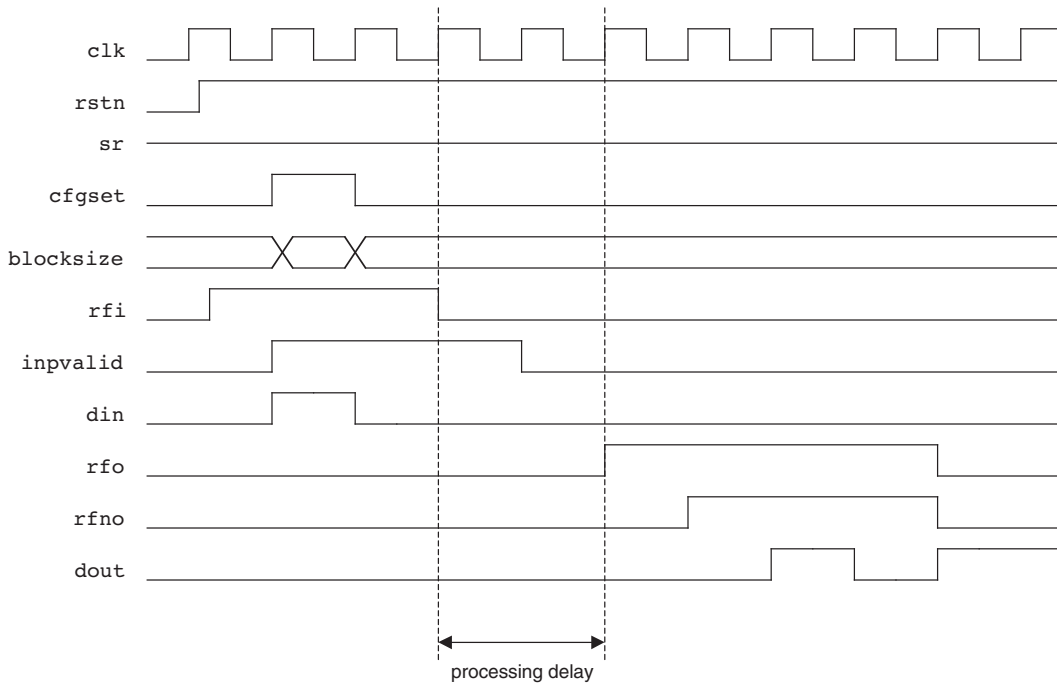 clk
rstn
sr
cfgset
blocksize
rfi
inpvalid
din
rfo
rfno
dout
processing delay